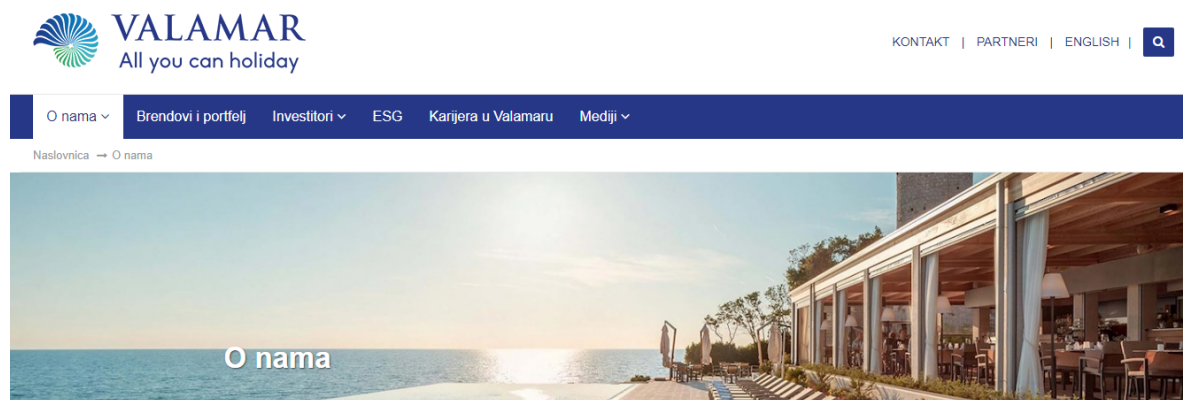 VALAMAR
All you can holiday
KONTAKT | PARTNERI | ENGLISH |
O nama Brendovi i portfelj Investitori ESG Karijera u Valamaru Mediji
Naslovnica → O nama
O nama